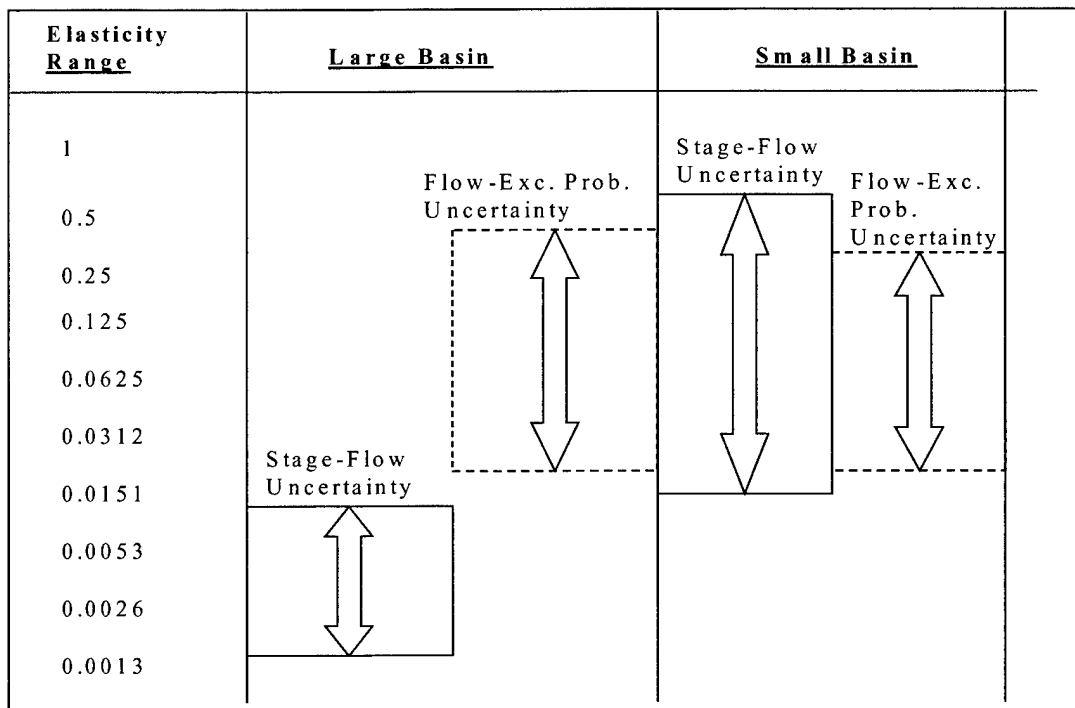 Elasticity
Range
Large Basin
Small Basin
1
0.5
0.25
0.125
0.0625
0.0312
0.0151
0.0053
0.0026
0.0013
Stage-Flow
Uncertainty
Flow-Exc. Prob.
Uncertainty
Stage-Flow
Uncertainty
Flow-Exc.
Prob.
Uncertainty